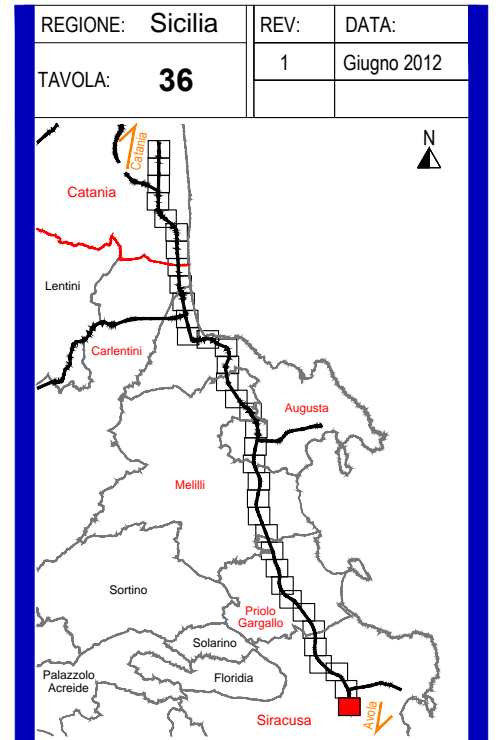 REGIONE: Sicilia
REV:
DATA:
TAVOLA: 36
1
Giugno 2012
N
Catania
Catania
Lentini
Carlentini
Augusta
Melilli
Sortino
Priolo
Gargallo
Solarino
Palazzolo
Acreide
Floridia
Siracusa
Avola